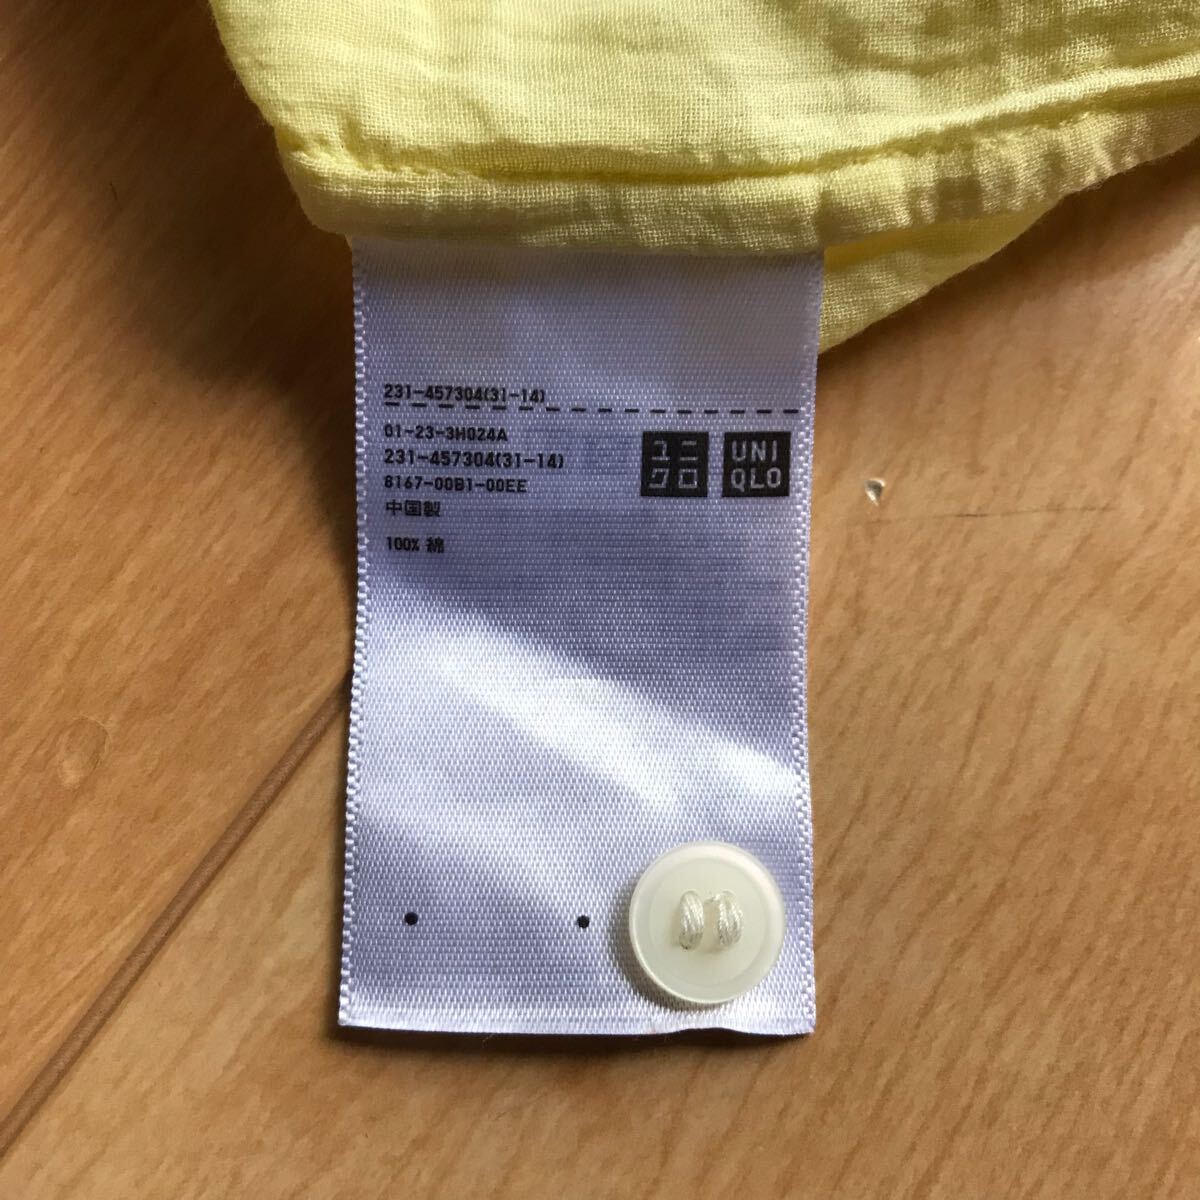 231-457304(31-14)
01-23-3H024A
231-457304(31-14)
8167-00B1-00EE
中国製
100% 綿
ユニ
クロ
UNI
QLO